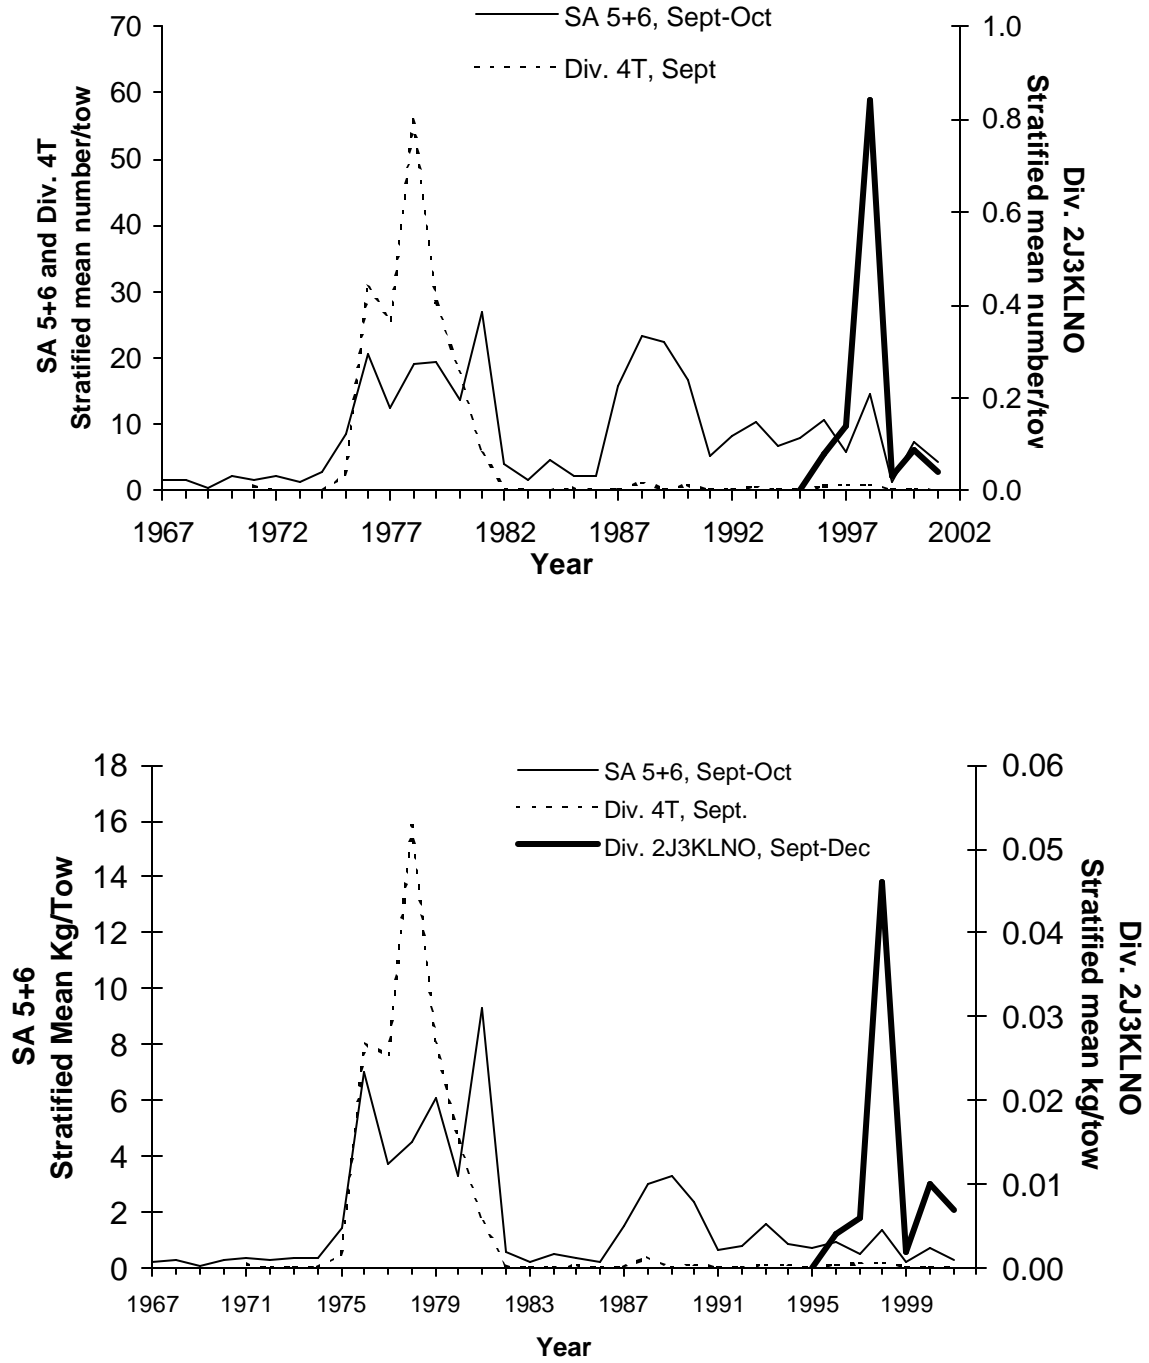 SA 5+6, Sept-Oct
Div. 4T, Sept
70
60
50
40
30
20
10
0
1.0
0.8
0.6
0.4
0.2
0.0
SA 5+6 and Div. 4T
Stratified mean number/tow
Div. 2J3KLNO
Stratified mean number/tov
1967 1972 1977 1982 1987 1992 1997 2002
Year
SA 5+6, Sept-Oct
Div. 4T, Sept.
Div. 2J3KLNO, Sept-Dec
18
16
14
12
10
8
6
4
2
0
0.06
0.05
0.04
0.03
0.02
0.01
0.00
SA 5+6
Stratified Mean Kg/Tow
Div. 2J3KLNO
Stratified mean kg/tow
1967 1971 1975 1979 1983 1987 1991 1995 1999
Year